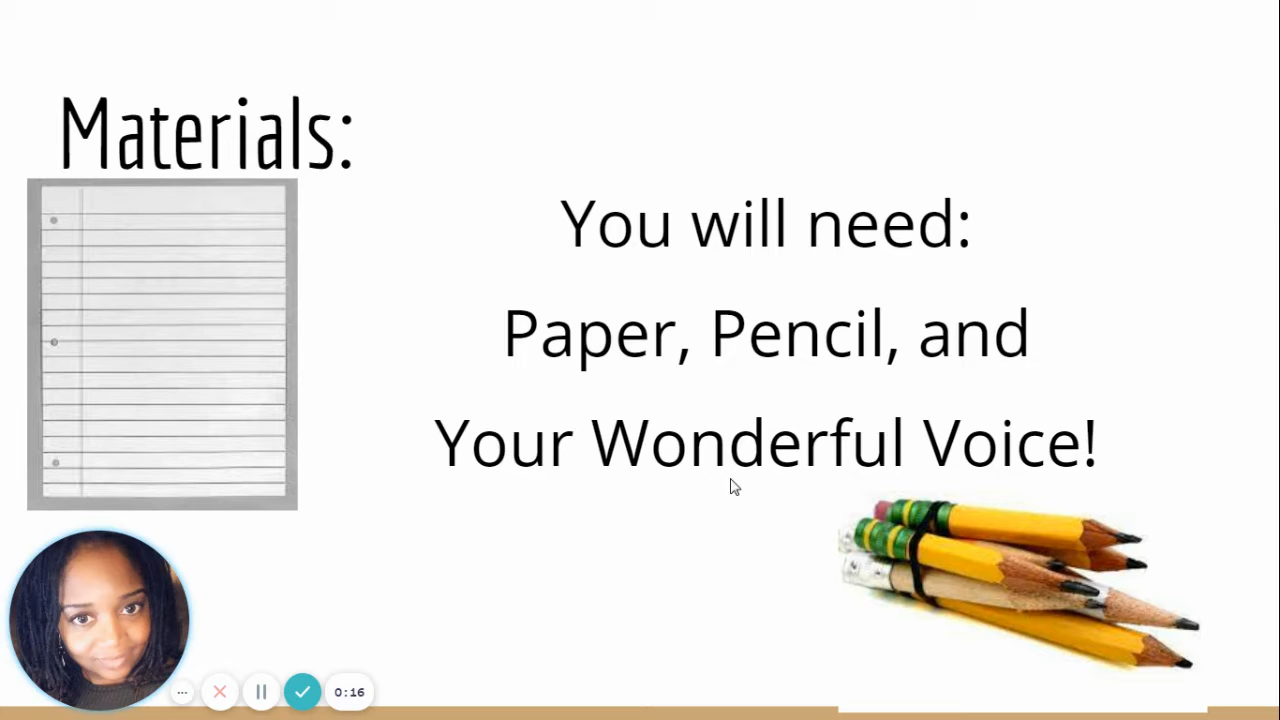 Materials:
You will need:
Paper, Pencil, and
Your Wonderful Voice!
0:16